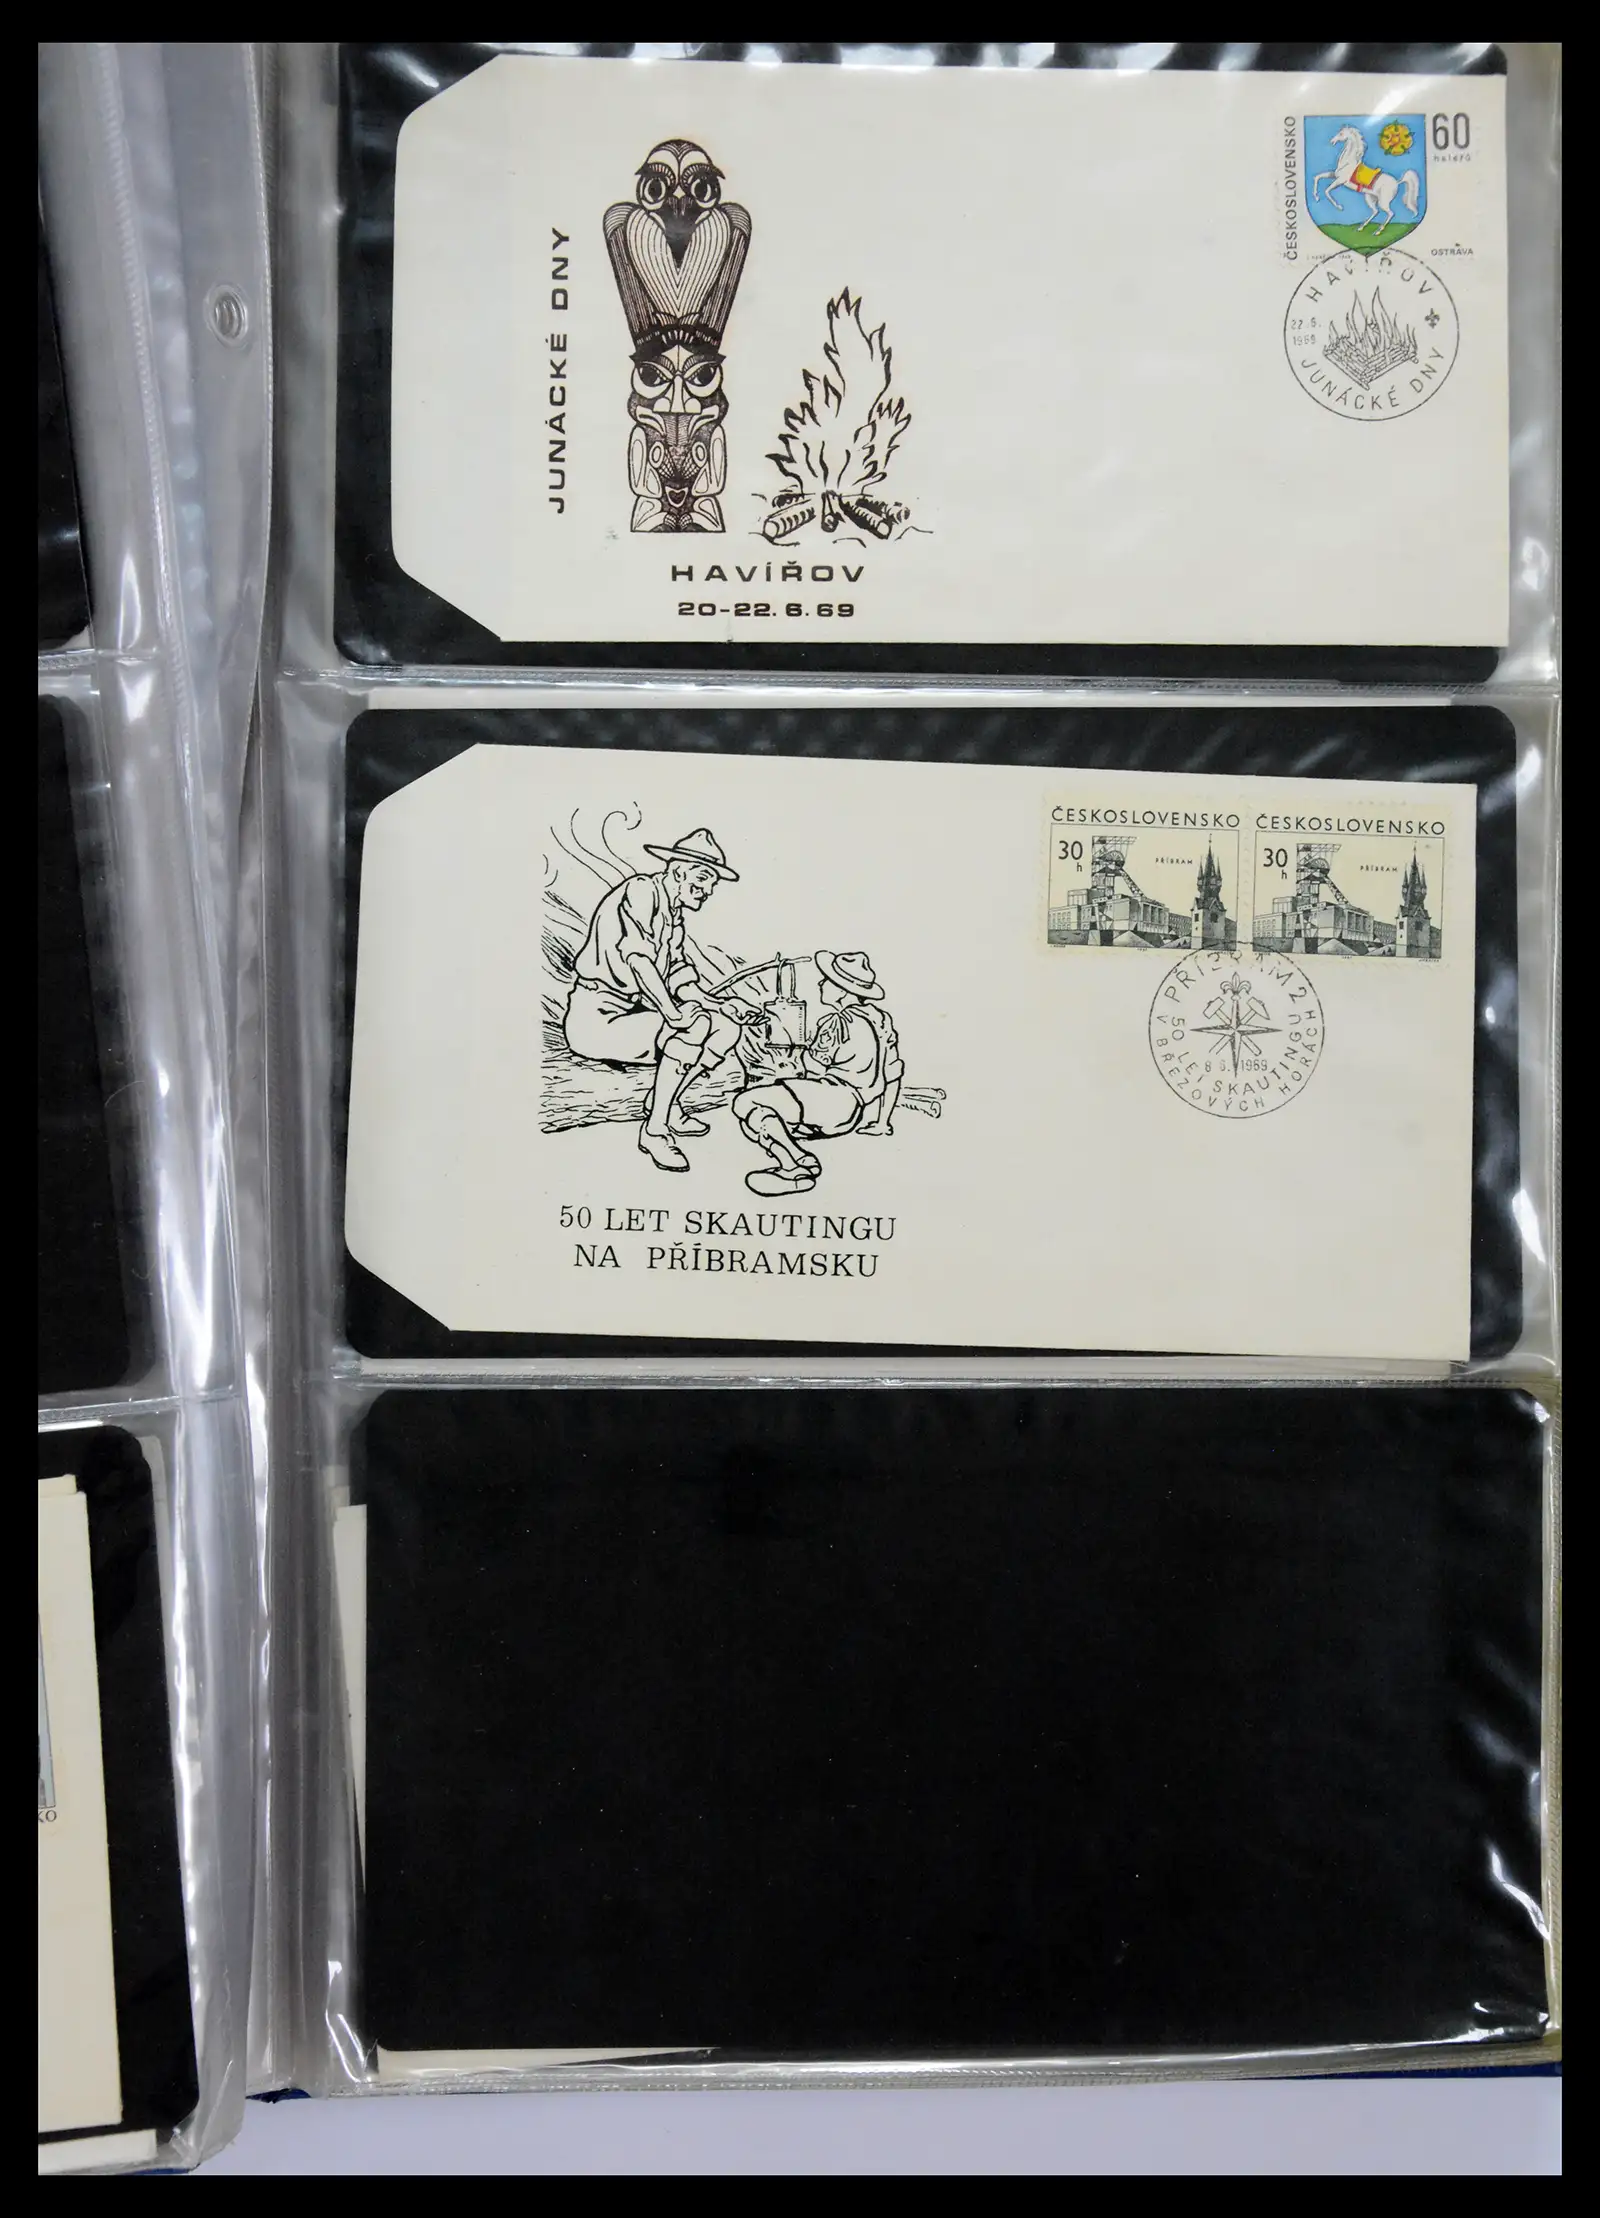 JUNÁCKÉ DNY
HAVÍŘOV
20-22.6.69
ČESKOSLOVENSKO
60
haléřů
OSTRAVA
HAVÍŘOV
22.6.
1969
JUNÁCKÉ DNY
50 LET SKAUTINGU
NA PŘÍBRAMSKU
ČESKOSLOVENSKO
30
h
PŘÍBRAM
ČESKOSLOVENSKO
30
h
PŘÍBRAM
PŘÍBRAM 2
50 LET SKAUTINGU
8.6.1969
V BŘEZOVÝCH HORÁCH
KO